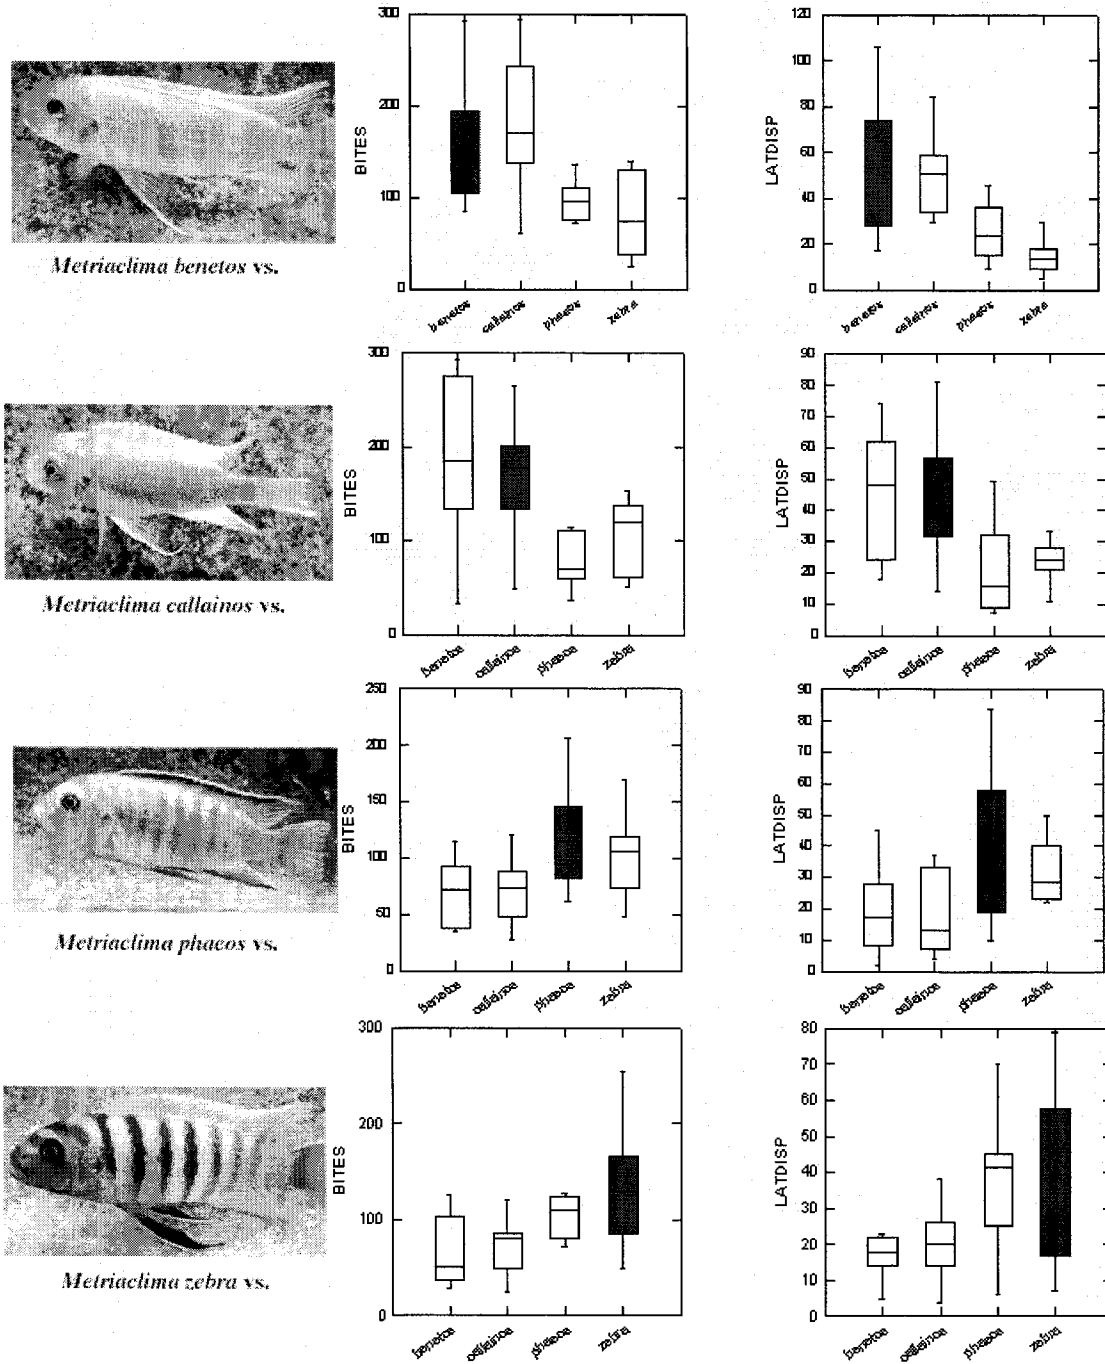 BITES
300
200
100
0
benetos
callainos
phaeos
zebra
LATDISP
120
100
80
60
40
20
0
benetos
callainos
phaeos
zebra
Metriaclima benetos vs.
BITES
300
200
100
0
benetos
callainos
phaeos
zebra
LATDISP
90
80
70
60
50
40
30
20
10
0
benetos
callainos
phaeos
zebra
Metriaclima callainos vs.
BITES
250
200
150
100
50
0
benetos
callainos
phaeos
zebra
LATDISP
90
80
70
60
50
40
30
20
10
0
benetos
callainos
phaeos
zebra
Metriaclima phaeos vs.
BITES
300
200
100
0
benetos
callainos
phaeos
zebra
LATDISP
80
70
60
50
40
30
20
10
0
benetos
callainos
phaeos
zebra
Metriaclima zebra vs.